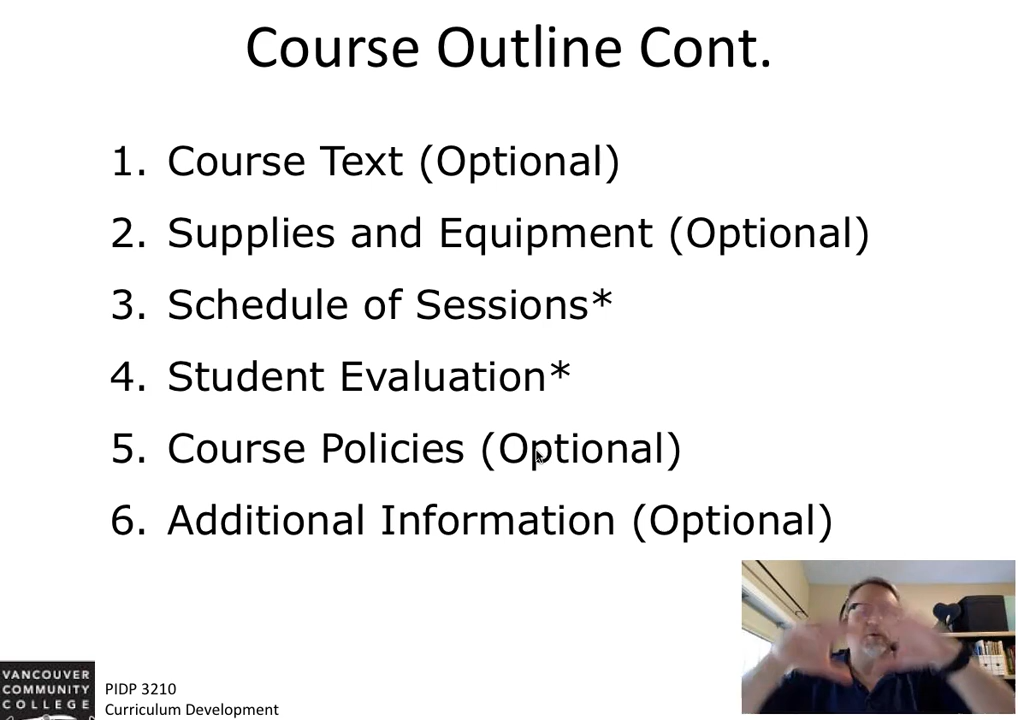 Course Outline Cont.
1. Course Text (Optional)
2. Supplies and Equipment (Optional)
3. Schedule of Sessions*
4. Student Evaluation*
5. Course Policies (Optional)
6. Additional Information (Optional)
VANCOUVER
COMMUNITY
COLLEGE
PIDP 3210
Curriculum Development